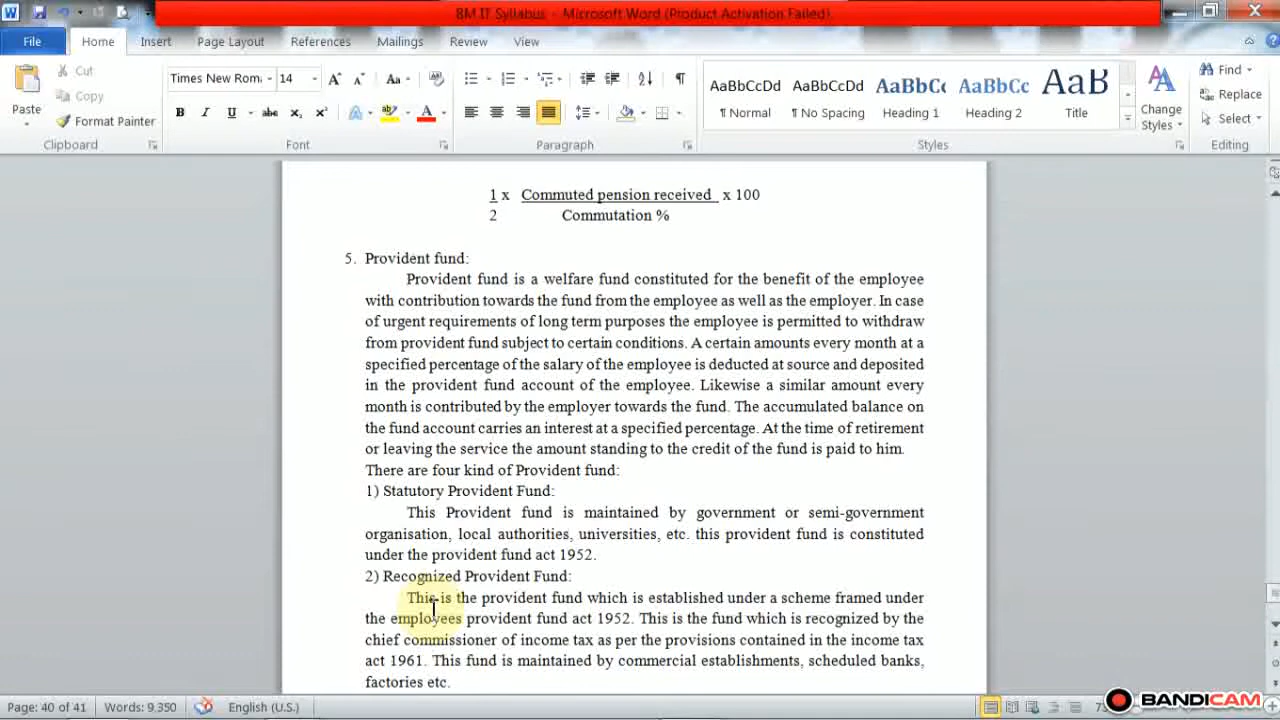 BM IT Syllabus - Microsoft Word (Product Activation Failed)
File Home Insert Page Layout References Mailings Review View
Paste
Cut
Copy
Format Painter
Clipboard
Times New Rom. 14
Font
Paragraph
AaBbCcDd AaBbCcDd AaBbCc AaBbCc AaB
¶ Normal ¶ No Spacing Heading 1 Heading 2 Title
Change Styles
Styles
Find
Replace
Select
Editing
1 x Commuted pension received x 100
2 Commutation %
5. Provident fund:
Provident fund is a welfare fund constituted for the benefit of the employee
with contribution towards the fund from the employee as well as the employer. In case
of urgent requirements of long term purposes the employee is permitted to withdraw
from provident fund subject to certain conditions. A certain amounts every month at a
specified percentage of the salary of the employee is deducted at source and deposited
in the provident fund account of the employee. Likewise a similar amount every
month is contributed by the employer towards the fund. The accumulated balance on
the fund account carries an interest at a specified percentage. At the time of retirement
or leaving the service the amount standing to the credit of the fund is paid to him.
There are four kind of Provident fund:
1) Statutory Provident Fund:
This Provident fund is maintained by government or semi-government
organisation, local authorities, universities, etc. this provident fund is constituted
under the provident fund act 1952.
2) Recognized Provident Fund:
This is the provident fund which is established under a scheme framed under
the employees provident fund act 1952. This is the fund which is recognized by the
chief commissioner of income tax as per the provisions contained in the income tax
act 1961. This fund is maintained by commercial establishments, scheduled banks,
factories etc.
Page: 40 of 41 Words: 9,350 English (U.S.)
BANDICAM